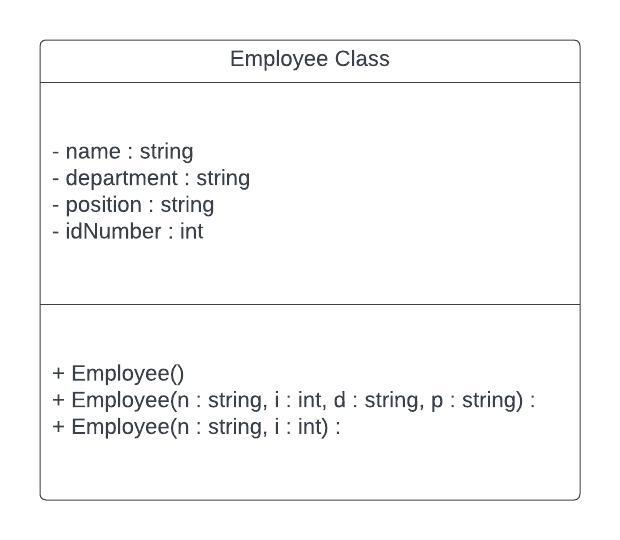 Employee Class
- name : string
- department : string
- position : string
- idNumber : int
+ Employee()
+ Employee(n : string, i : int, d : string, p : string) :
+ Employee(n : string, i : int) :